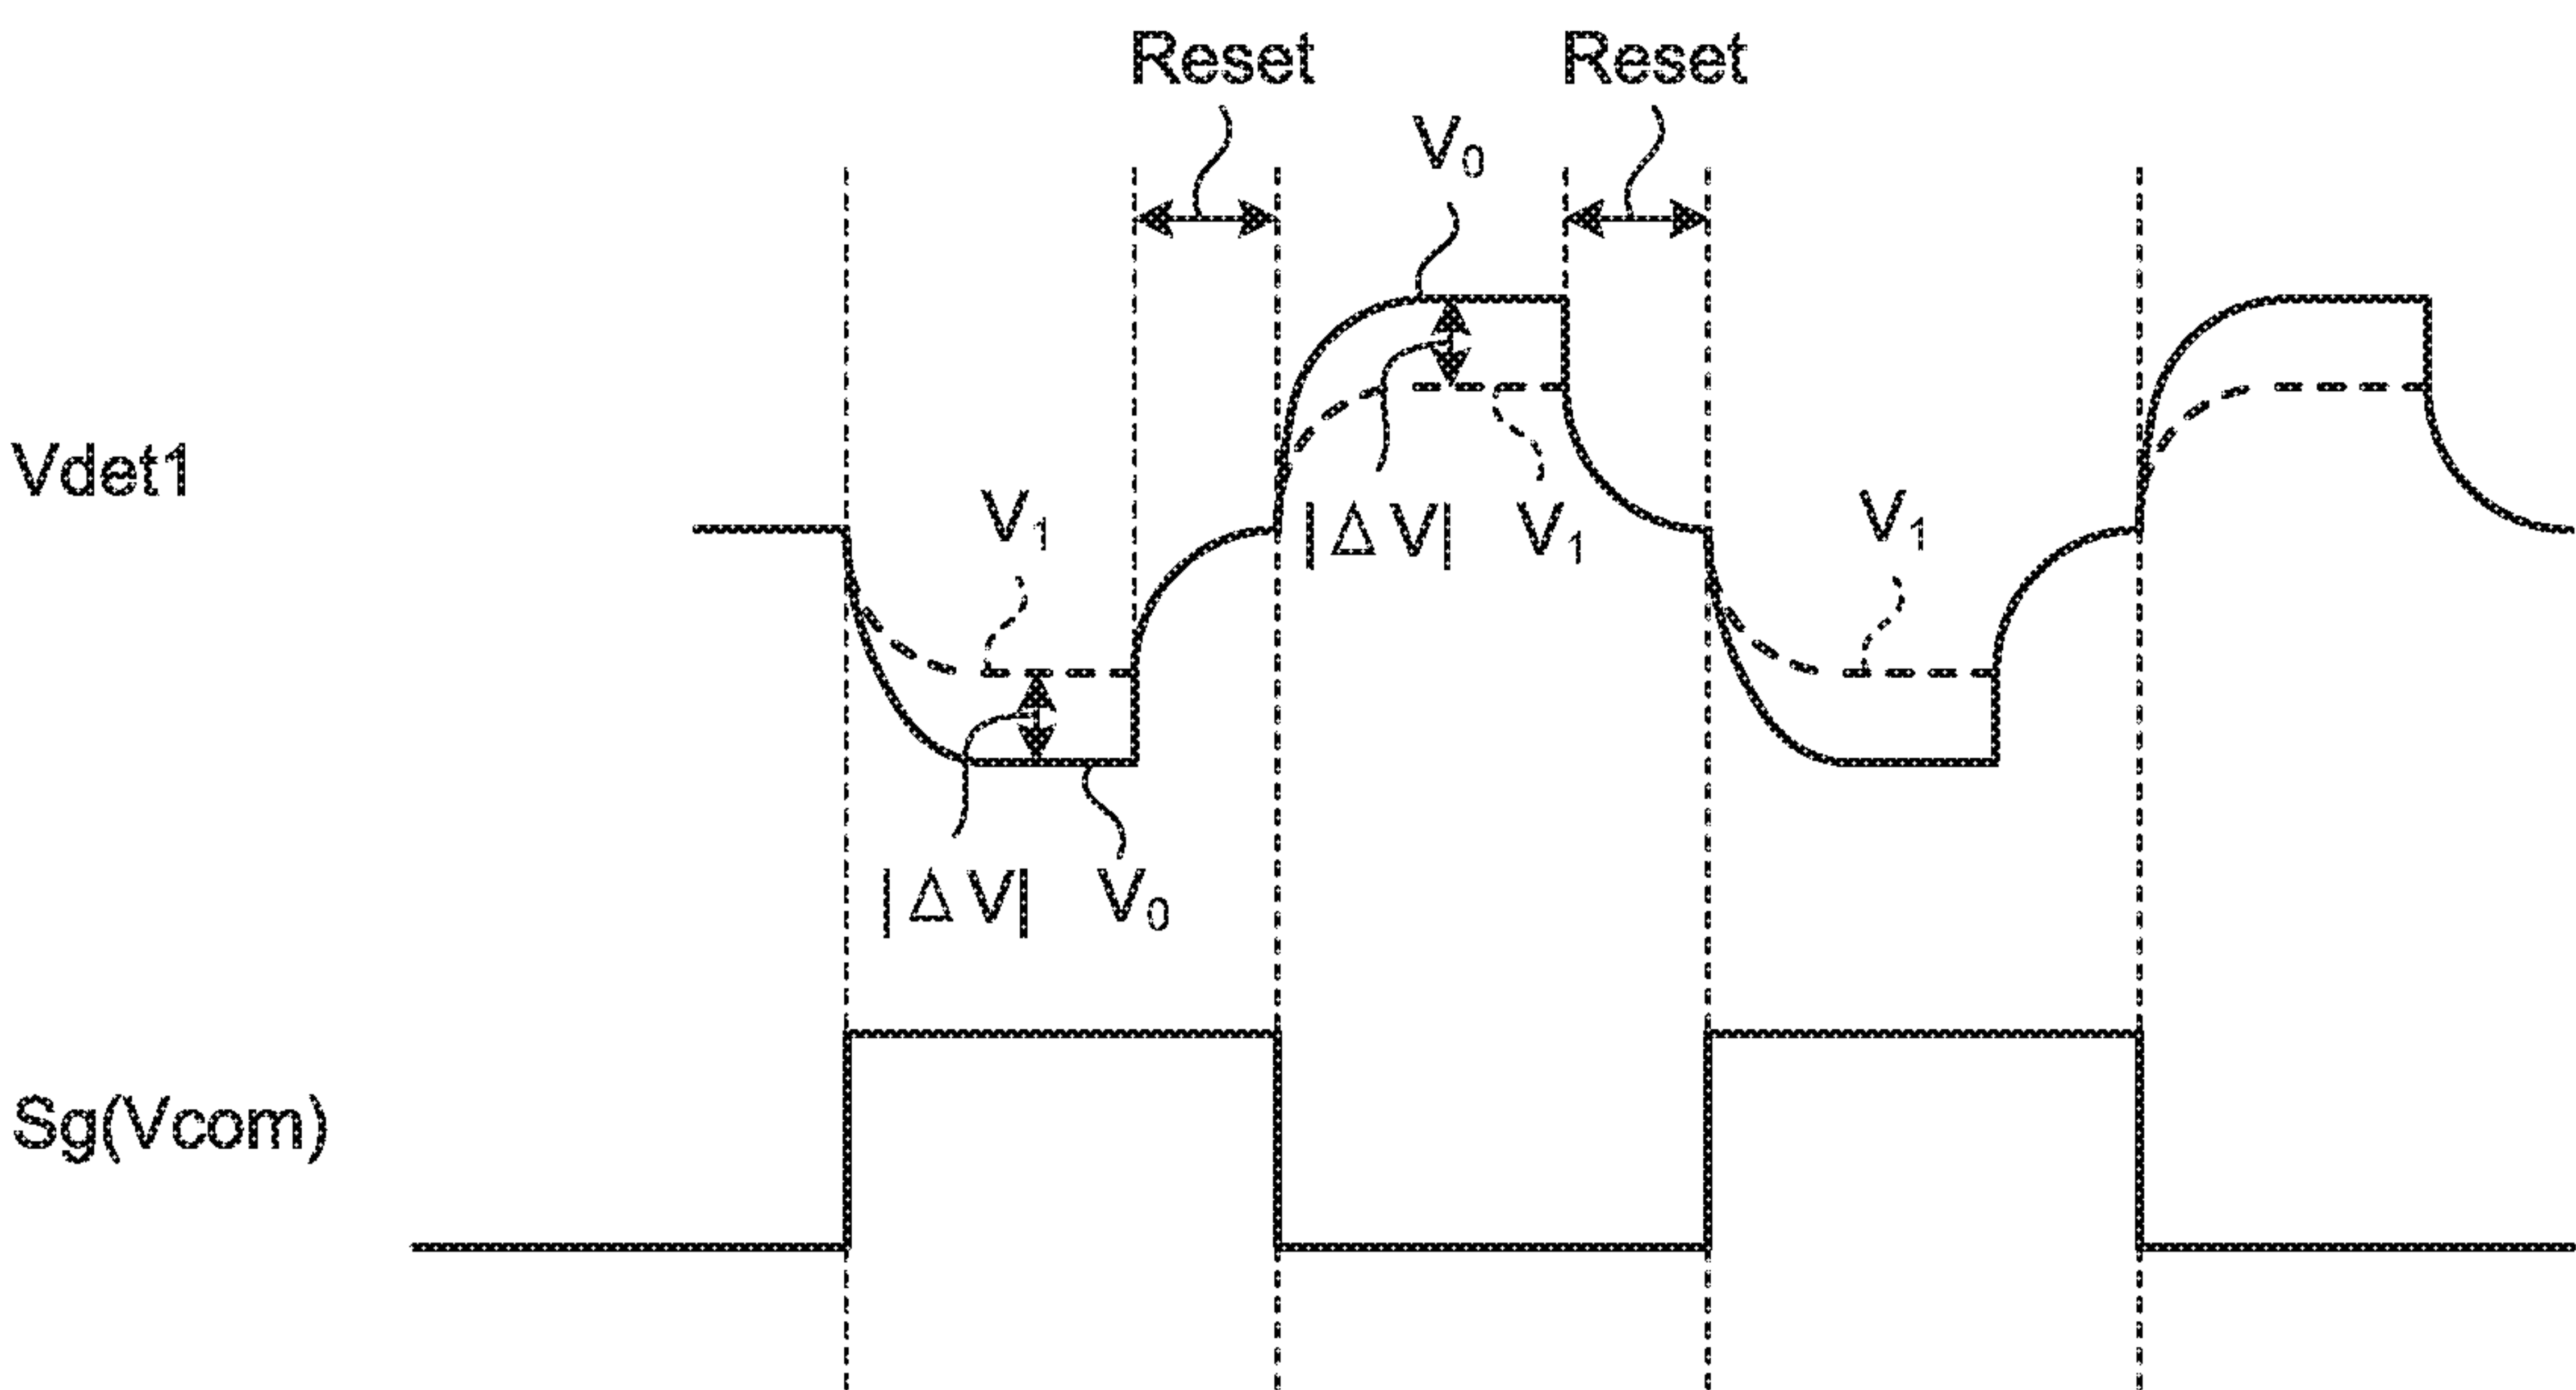 Reset Reset
V₀
Vdet1
V₁ |ΔV| V₁ V₁
|ΔV| V₀
Sg(Vcom)